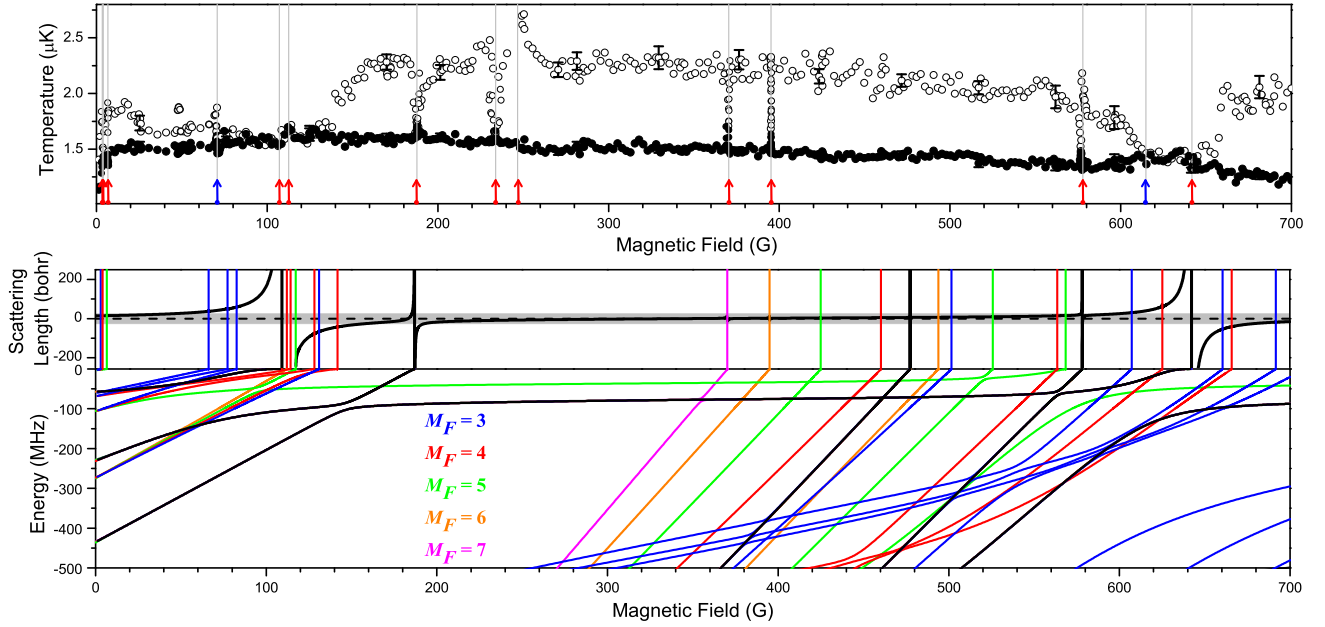 Temperature (µK)
2.5
2.0
1.5
0 100 200 300 400 500 600 700
Magnetic Field (G)
Scattering
Length (bohr)
200
0
-200
0
-100
-200
-300
-400
-500
Energy (MHz)
M_F = 3
M_F = 4
M_F = 5
M_F = 6
M_F = 7
0 100 200 300 400 500 600 700
Magnetic Field (G)